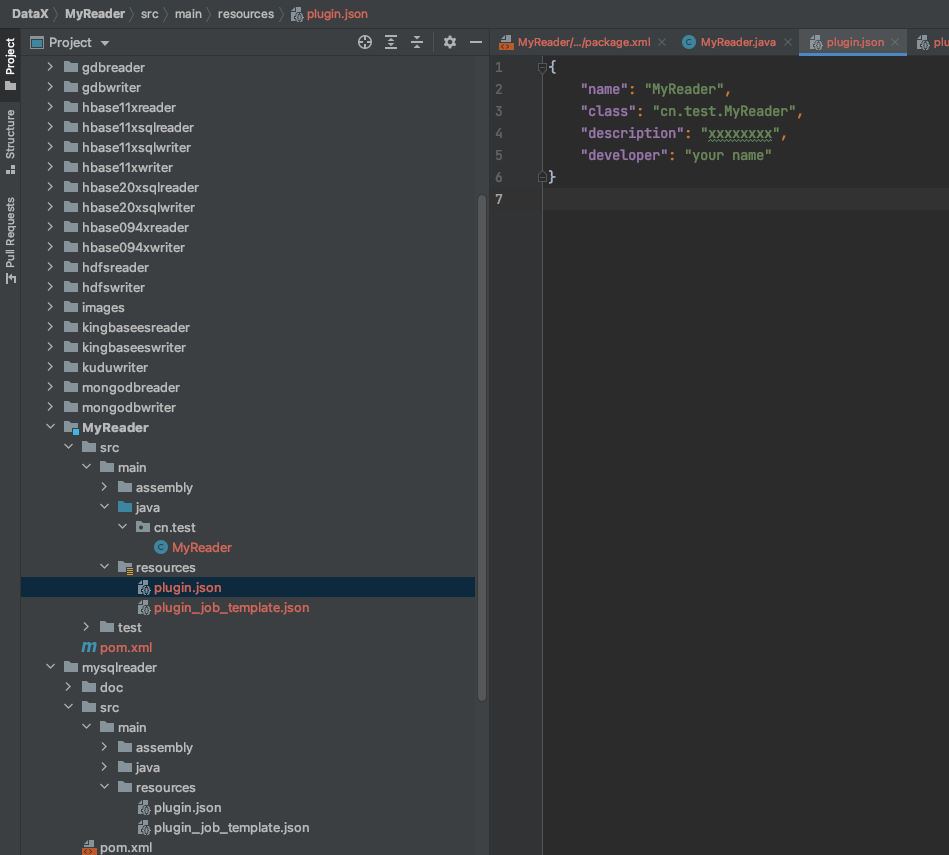 DataX MyReader src main resources plugin.json
Project
MyReader/.../package.xml MyReader.java plugin.json
Project
Structure
Pull Requests
gdbreader
gdbwriter
hbase11xreader
hbase11xsqlreader
hbase11xsqlwriter
hbase11xwriter
hbase20xsqlreader
hbase20xsqlwriter
hbase094xreader
hbase094xwriter
hdfsreader
hdfswriter
images
kingbaseesreader
kingbaseeswriter
kuduwriter
mongodbreader
mongodbwriter
MyReader
src
main
assembly
java
cn.test
MyReader
resources
plugin.json
plugin_job_template.json
test
pom.xml
mysqlreader
doc
src
main
assembly
java
resources
plugin.json
plugin_job_template.json
pom.xml
1 {
2 "name": "MyReader",
3 "class": "cn.test.MyReader",
4 "description": "xxxxxxxx",
5 "developer": "your name"
6 }
7